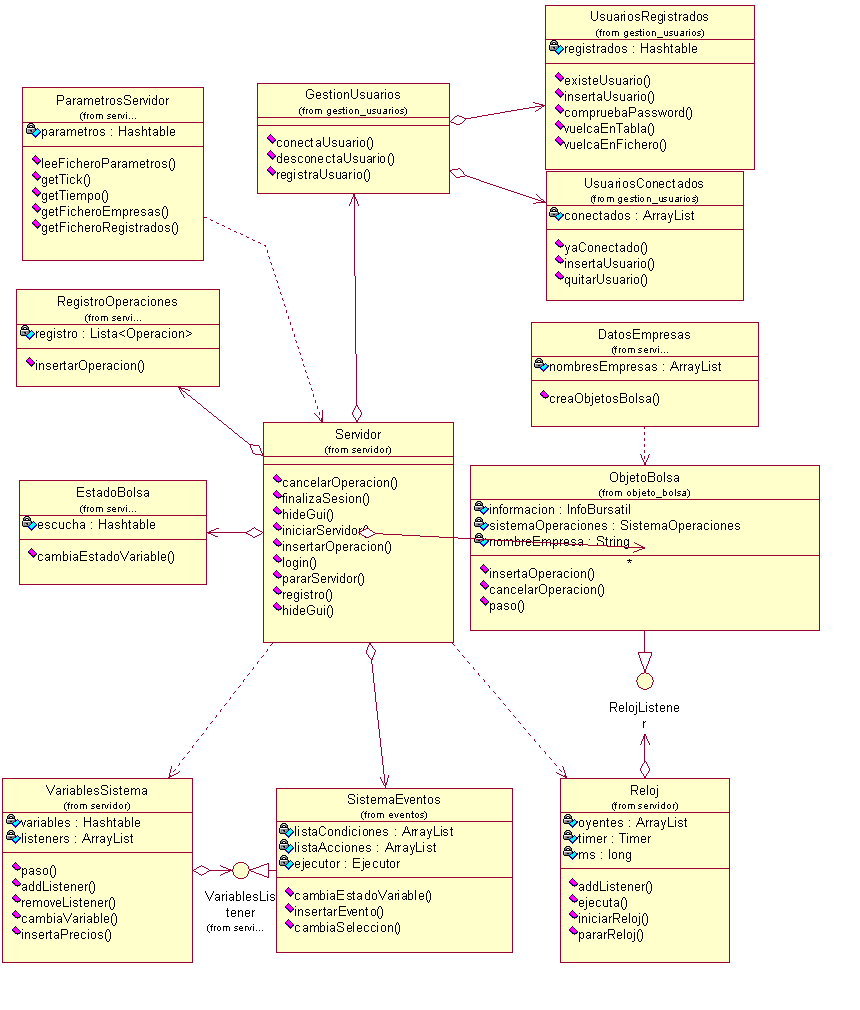 UsuariosRegistrados
(from gestion_usuarios)
registrados : Hashtable
existeUsuario()
insertaUsuario()
compruebaPassword()
vuelcaEnTabla()
vuelcaEnFichero()
GestionUsuarios
(from gestion_usuarios)
conectaUsuario()
desconectaUsuario()
registraUsuario()
ParametrosServidor
(from servi...
parametros : Hashtable
leeFicheroParametros()
getTick()
getTiempo()
getFicheroEmpresas()
getFicheroRegistrados()
UsuariosConectados
(from gestion_usuarios)
conectados : ArrayList
yaConectado()
insertaUsuario()
quitarUsuario()
RegistroOperaciones
(from servi...
registro : Lista<Operacion>
insertarOperacion()
DatosEmpresas
(from servi...
nombresEmpresas : ArrayList
creaObjetosBolsa()
Servidor
(from servidor)
cancelarOperacion()
finalizaSesion()
hideGui()
iniciarServidor()
insertarOperacion()
login()
pararServidor()
registro()
hideGui()
EstadoBolsa
(from servi...
escucha : Hashtable
cambiaEstadoVariable()
ObjetoBolsa
(from objeto_bolsa)
informacion : InfoBursatil
sistemaOperaciones : SistemaOperaciones
nombreEmpresa : String
*
insertaOperacion()
cancelarOperacion()
paso()
RelojListene
r
VariablesSistema
(from servidor)
variables : Hashtable
listeners : ArrayList
paso()
addListener()
removeListener()
cambiaVariable()
insertaPrecios()
VariablesLis
tener
(from servi...
SistemaEventos
(from eventos)
listaCondiciones : ArrayList
listaAcciones : ArrayList
ejecutor : Ejecutor
cambiaEstadoVariable()
insertarEvento()
cambiaSeleccion()
Reloj
(from servidor)
oyentes : ArrayList
timer : Timer
ms : long
addListener()
ejecuta()
iniciarReloj()
pararReloj()